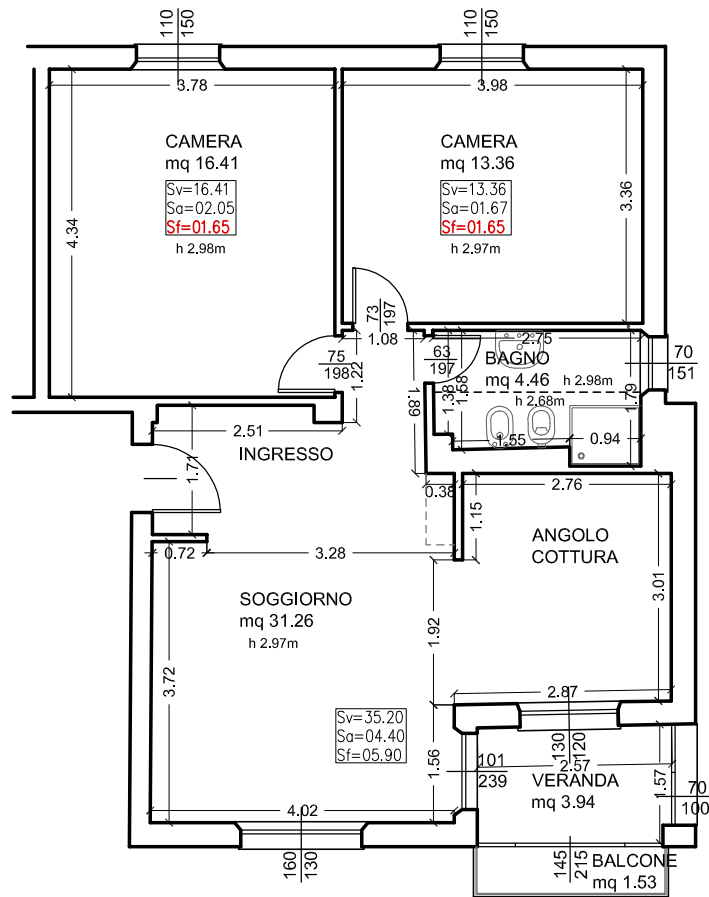 110
150
110
150
3.78
3.98
CAMERA
mq 16.41
Sv=16.41
Sa=02.05
Sf=01.65
h 2.98m
4.34
CAMERA
mq 13.36
Sv=13.36
Sa=01.67
Sf=01.65
h 2.97m
3.36
73
197
1.08
75
198
1.22
63
197
2.75
BAGNO
mq 4.46
h 2.98m
h 2.68m
70
151
1.89
1.38
1.58
1.79
1.55
0.94
2.51
INGRESSO
1.71
0.38
2.76
1.15
ANGOLO
COTTURA
0.72
3.28
3.01
SOGGIORNO
mq 31.26
h 2.97m
3.72
1.92
2.87
Sv=35.20
Sa=04.40
Sf=05.90
130
120
1.56
101
239
2.57
VERANDA
mq 3.94
1.57
70
100
4.02
160
130
145
215
BALCONE
mq 1.53